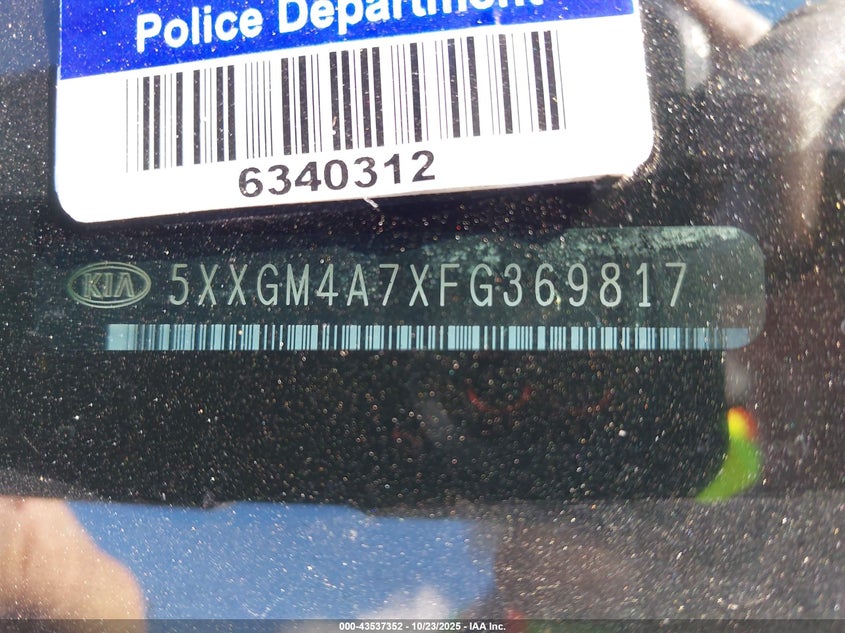 Police Department
6340312
KIA 5XXGM4A7XFG369817
000-43537352 - 10/23/2025 - IAA Inc.